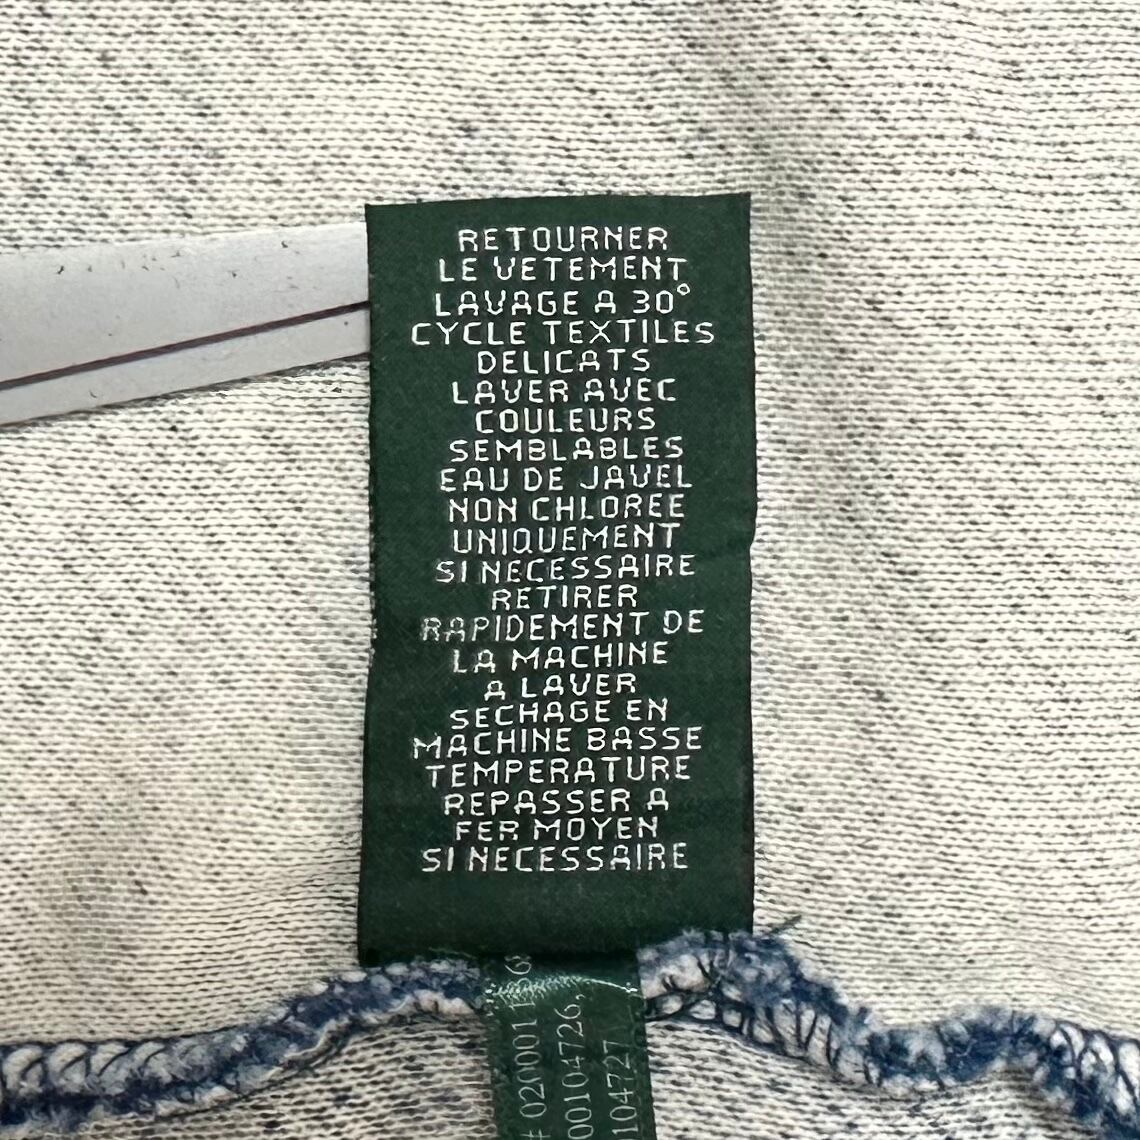 RETOURNER
LE VETEMENT
LAVAGE A 30°
CYCLE TEXTILES
DELICATS
LAVER AVEC
COULEURS
SEMBLABLES
EAU DE JAVEL
NON CHLOREE
UNIQUEMENT
SI NECESSAIRE
RETIRER
RAPIDEMENT DE
LA MACHINE
A LAVER
SECHAGE EN
MACHINE BASSE
TEMPERATURE
REPASSER A
FER MOYEN
SI NECESSAIRE